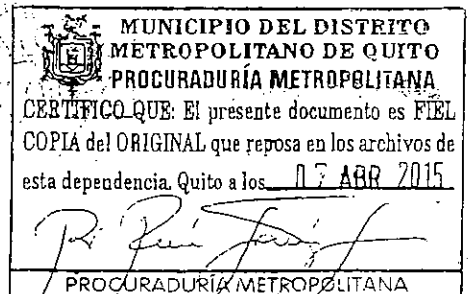 MUNICIPIO DEL DISTRITO
METROPOLITANO DE QUITO
PROCURADURÍA METROPOLITANA
CERTIFICO QUE: El presente documento es FIEL
COPIA del ORIGINAL que reposa en los archivos de
esta dependencia. Quito a los 07 ABR 2015
PROCURADURÍA METROPOLITANA